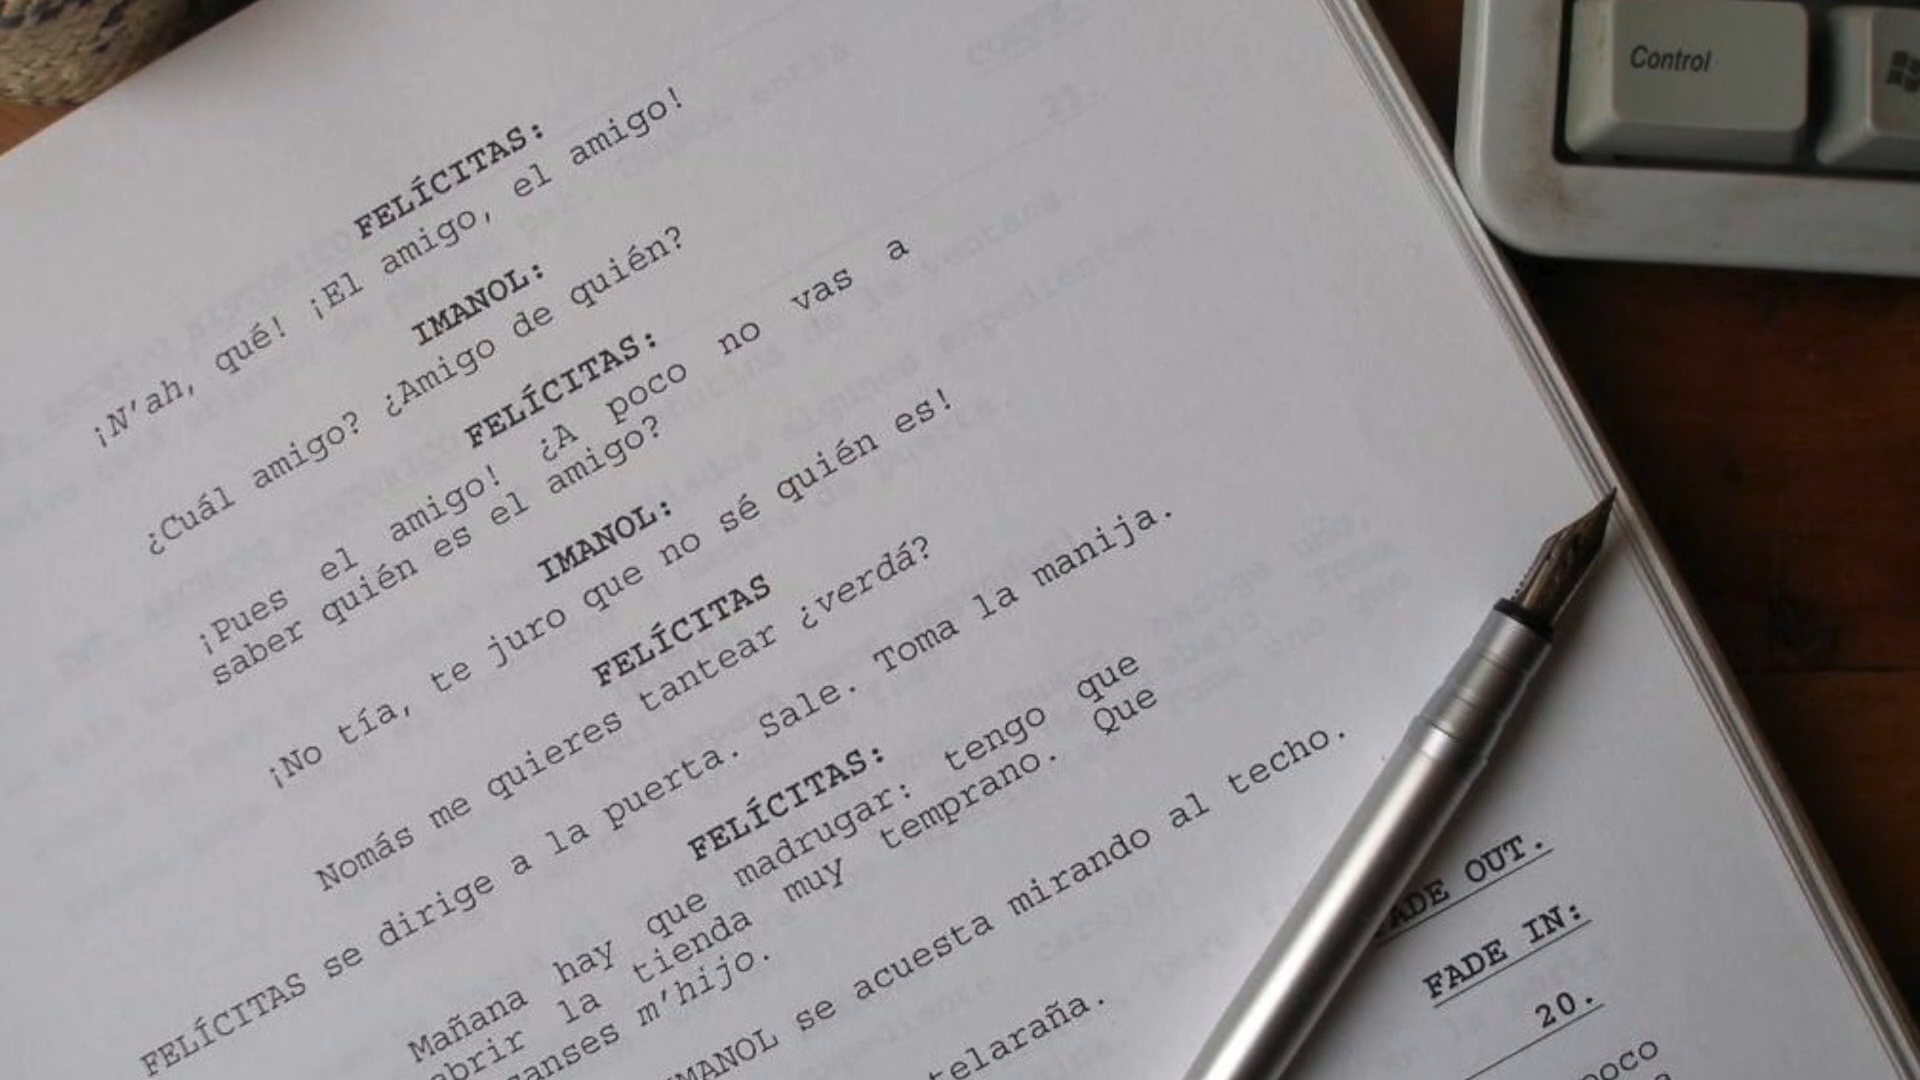 FELÍCITAS:
¡N'ah, qué! ¡El amigo, el amigo!
IMANOL:
¿Cuál amigo? ¿Amigo de quién?
FELÍCITAS:
¡Pues el amigo! ¿A poco no vas a
saber quién es el amigo?
IMANOL:
¡No tía, te juro que no sé quién es!
FELÍCITAS
Nomás me quieres tantear ¿verdá?
FELÍCITAS se dirige a la puerta. Sale. Toma la manija.
FELÍCITAS:
Mañana hay que madrugar: tengo que
abrir la tienda muy temprano. Que
anses m'hijo.
IMANOL se acuesta mirando al techo.
telaraña.
FADE OUT.
FADE IN:
20.
poco
Control